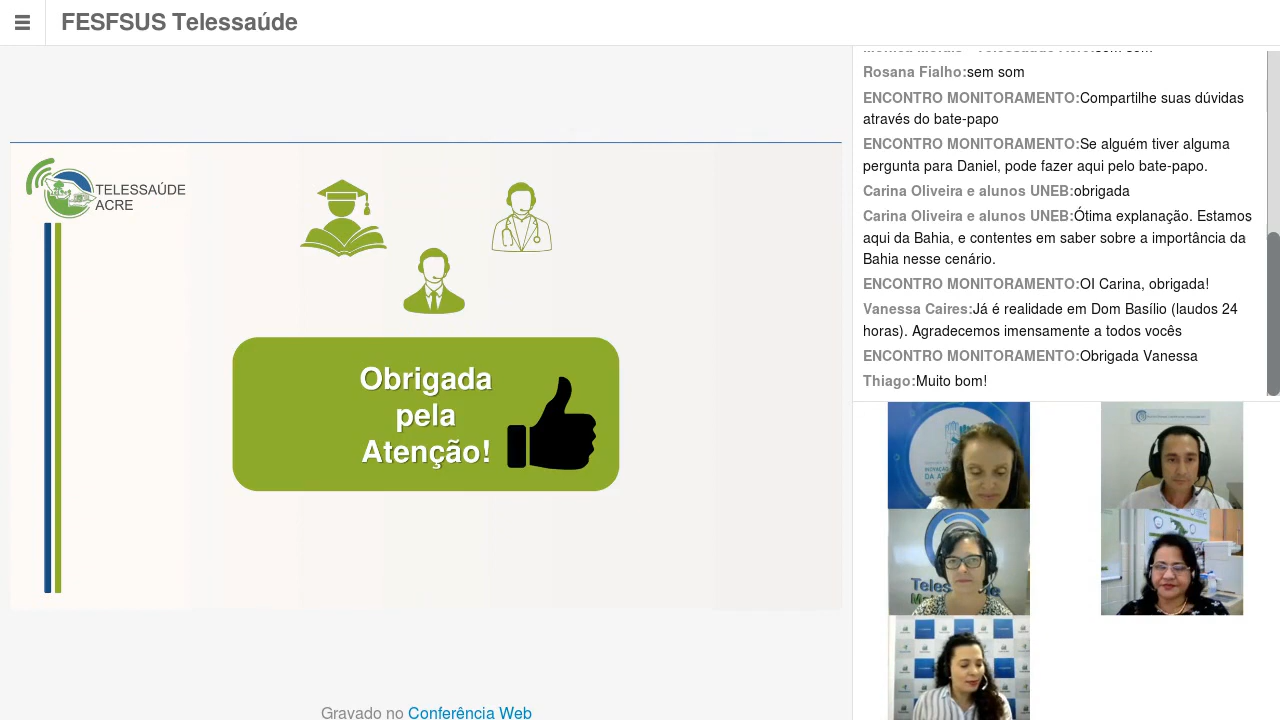 FESFSUS Telessaúde
TELESSAÚDE
ACRE
Obrigada
pela
Atenção!
Gravado no Conferência Web
Rosana Fialho:sem som
ENCONTRO MONITORAMENTO:Compartilhe suas dúvidas
através do bate-papo
ENCONTRO MONITORAMENTO:Se alguém tiver alguma
pergunta para Daniel, pode fazer aqui pelo bate-papo.
Carina Oliveira e alunos UNEB:obrigada
Carina Oliveira e alunos UNEB:Ótima explanação. Estamos
aqui da Bahia, e contentes em saber sobre a importância da
Bahia nesse cenário.
ENCONTRO MONITORAMENTO:OI Carina, obrigada!
Vanessa Caires:Já é realidade em Dom Basílio (laudos 24
horas). Agradecemos imensamente a todos vocês
ENCONTRO MONITORAMENTO:Obrigada Vanessa
Thiago:Muito bom!